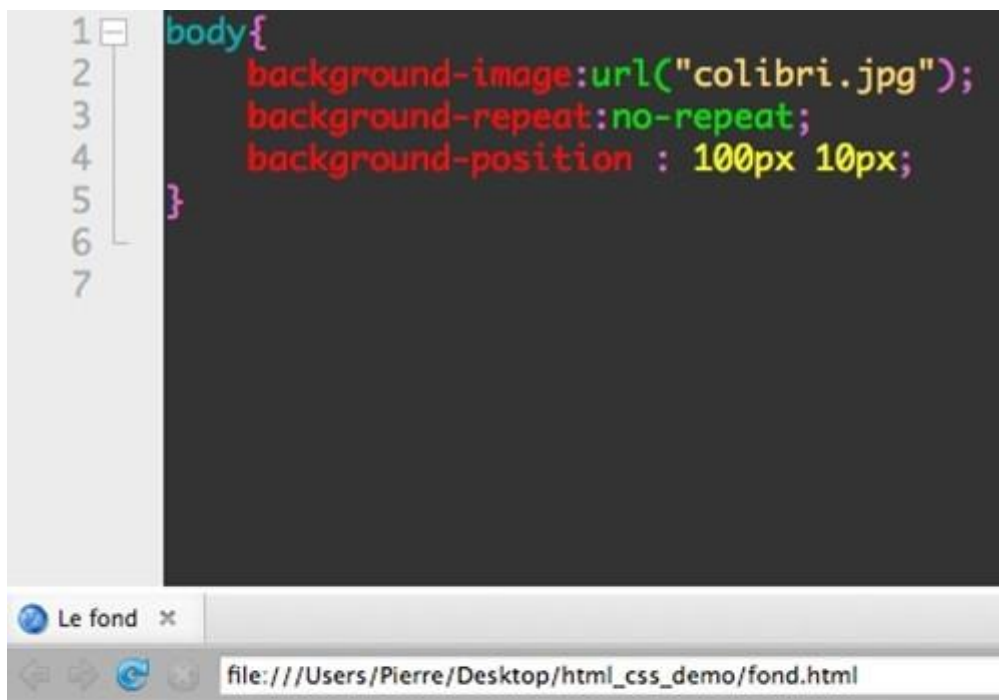 1 body{
2 background-image:url("colibri.jpg");
3 background-repeat:no-repeat;
4 background-position : 100px 10px;
5 }
6
7
Le fond
file:///Users/Pierre/Desktop/html_css_demo/fond.html